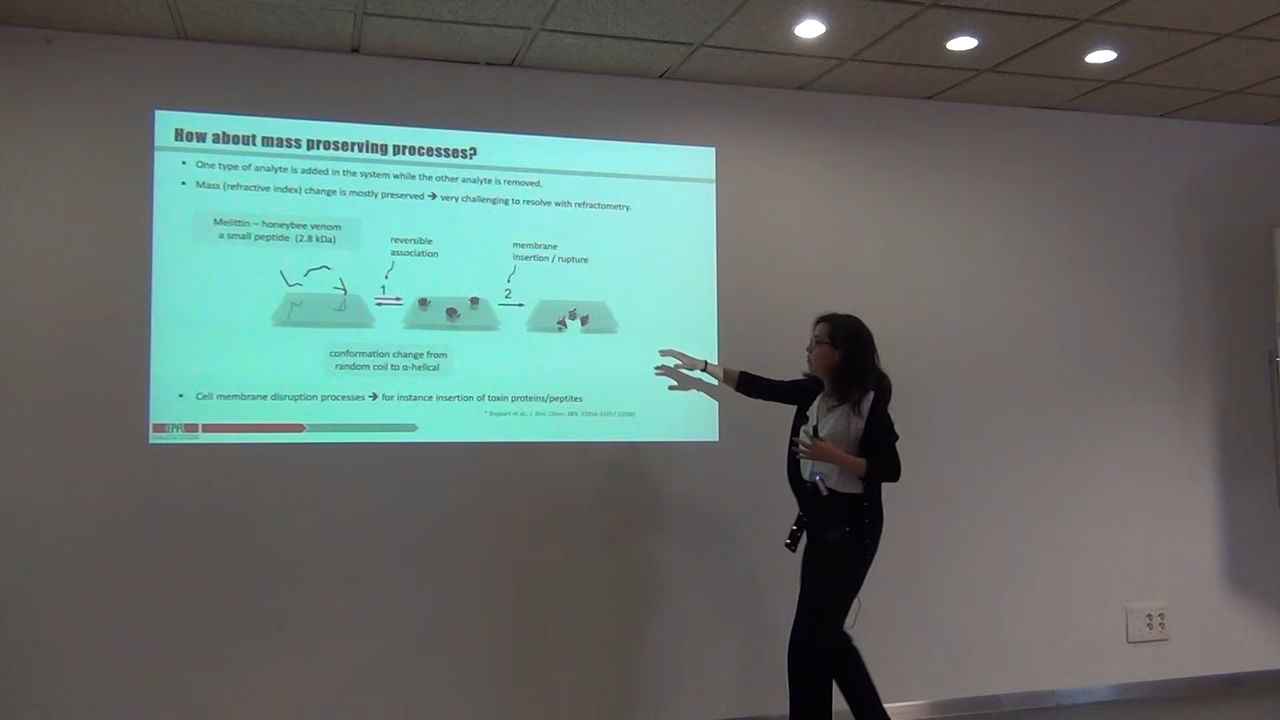 How about mass proserving processes?
▪ One type of analyte is added in the system while the other analyte is removed.
▪ Mass (refractive index) change is mostly preserved → very challenging to resolve with refractometry.
Melittin – honeybee venom
a small peptide (2.8 kDa)
reversible
association
membrane
insertion / rupture
1
2
conformation change from
random coil to α-helical
▪ Cell membrane disruption processes → for instance insertion of toxin proteins/peptites
J. Biol. Chem.
EPFL